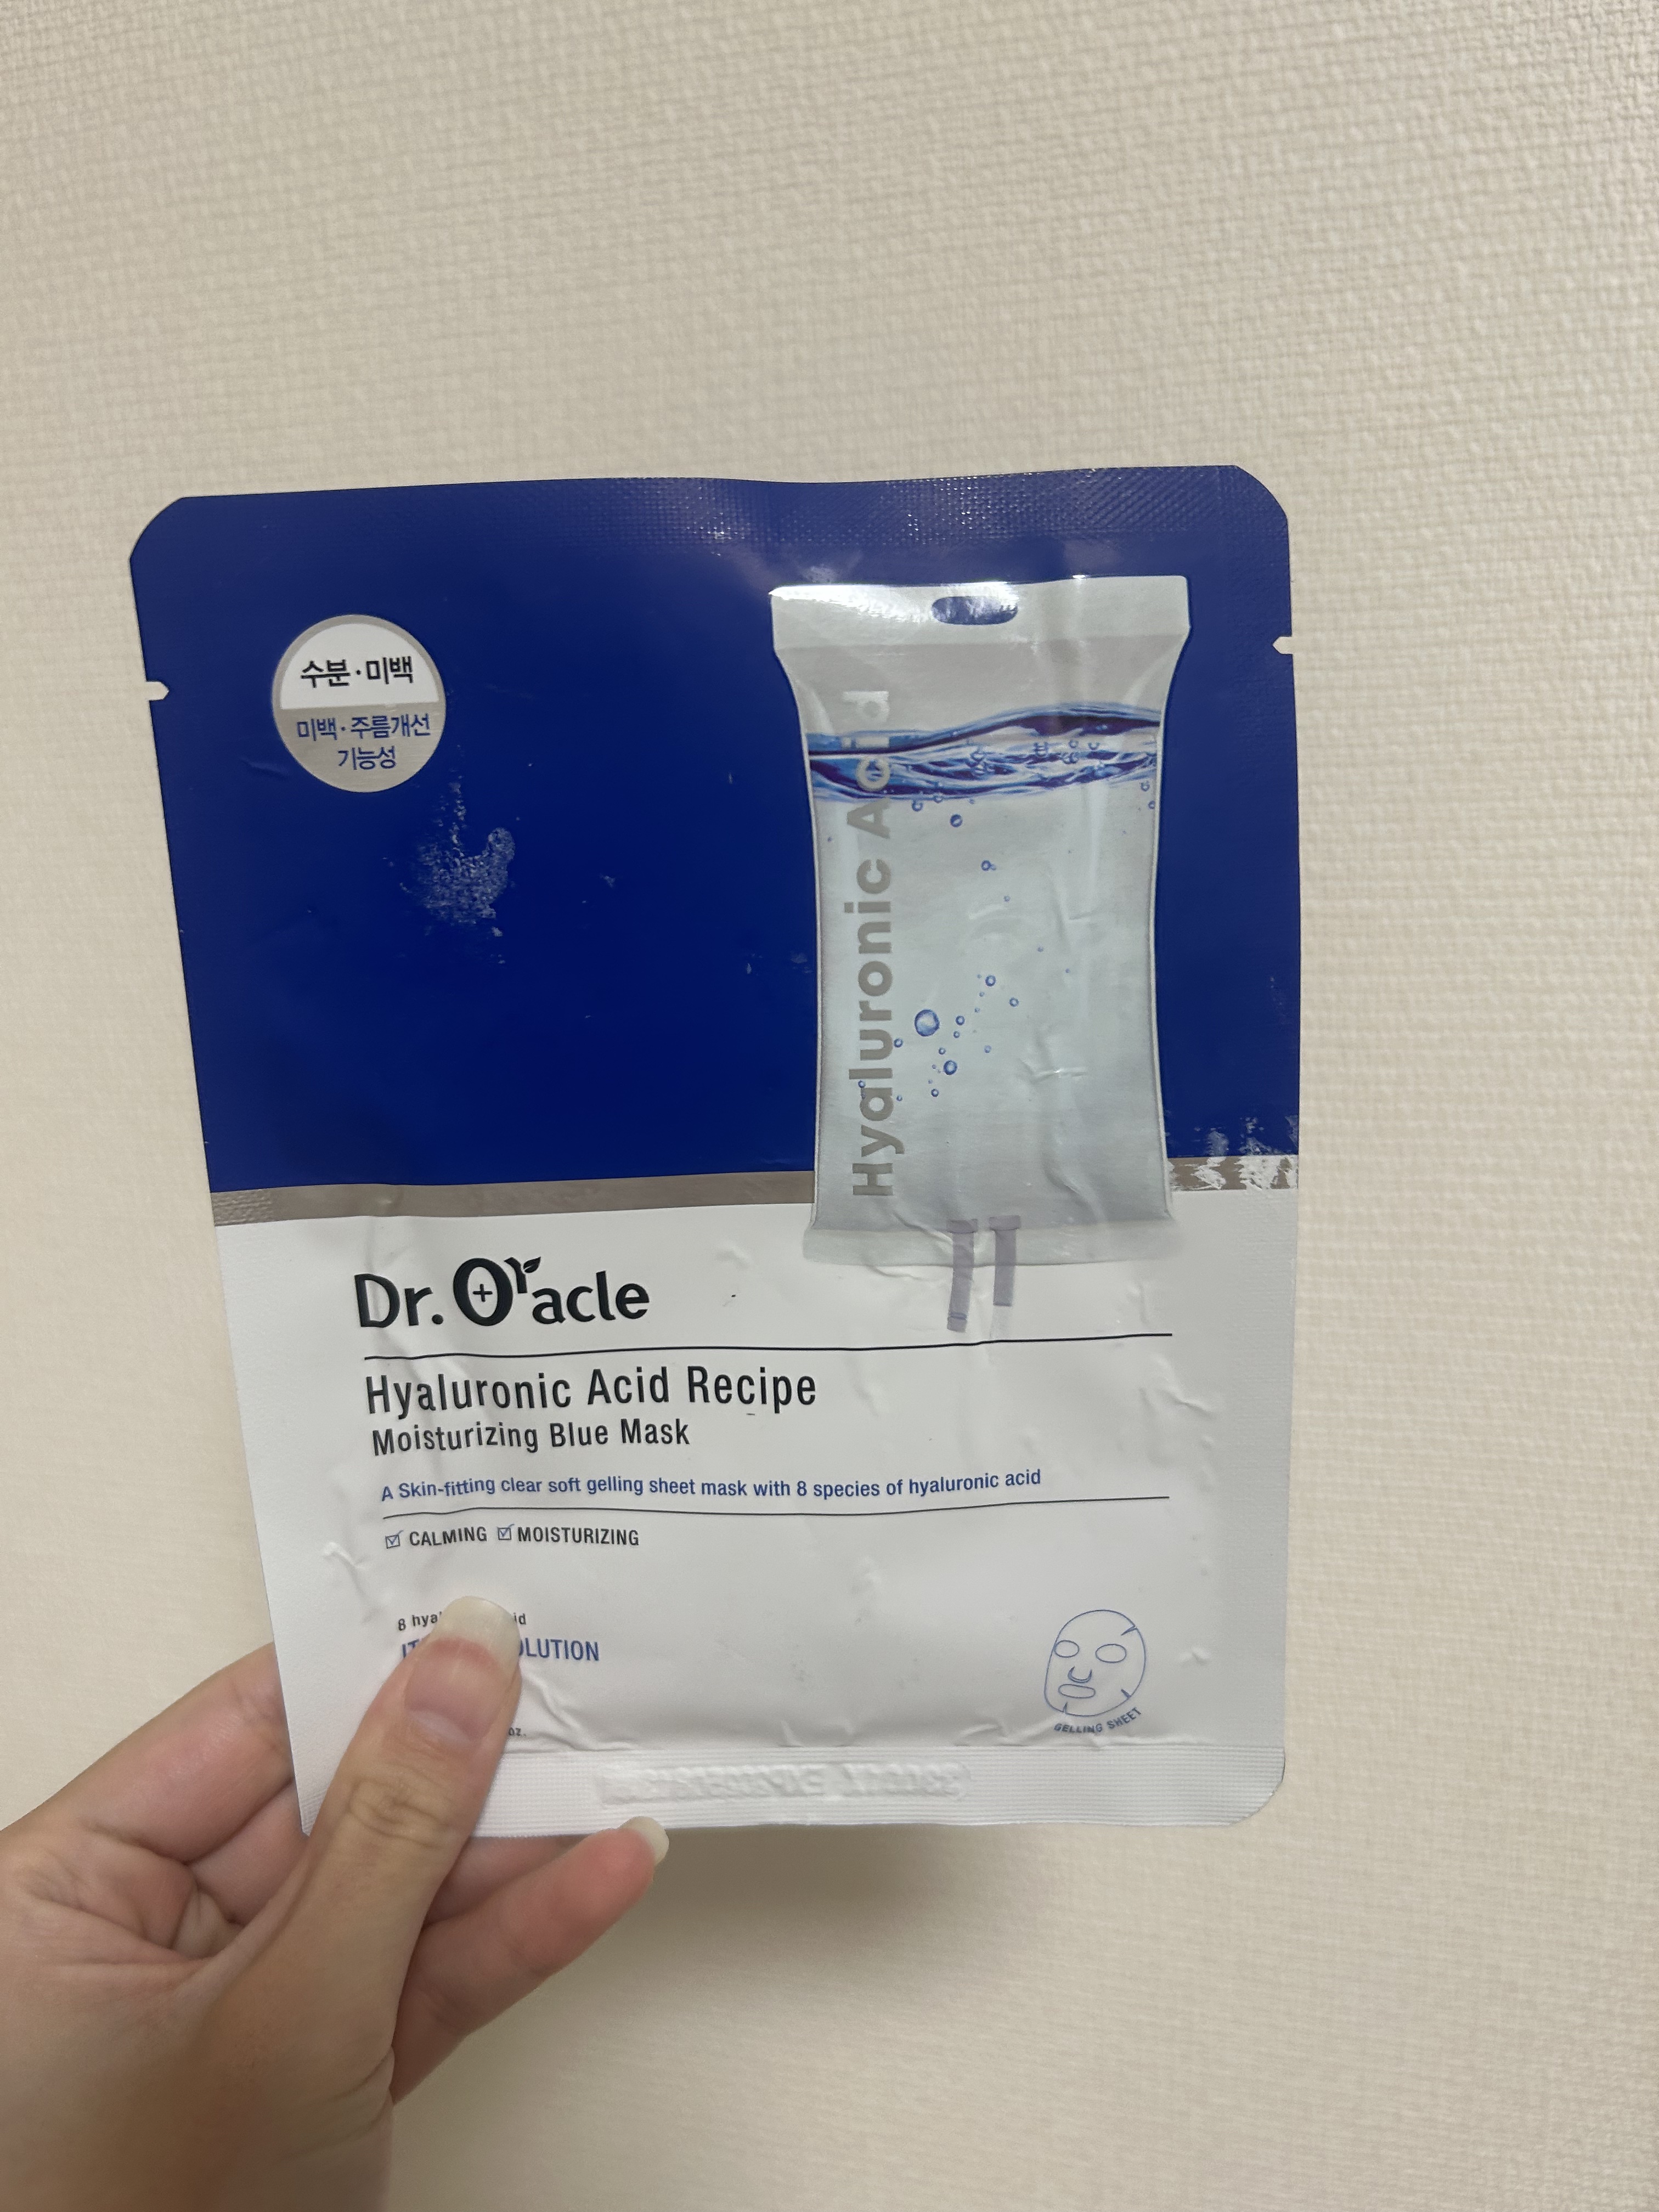 수분·미백
미백·주름개선
기능성
Hyaluronic Acid
Dr. Oracle
Hyaluronic Acid Recipe
Moisturizing Blue Mask
A Skin-fitting clear soft gelling sheet mask with 8 species of hyaluronic acid
CALMING MOISTURIZING
8
GELLING SHEET